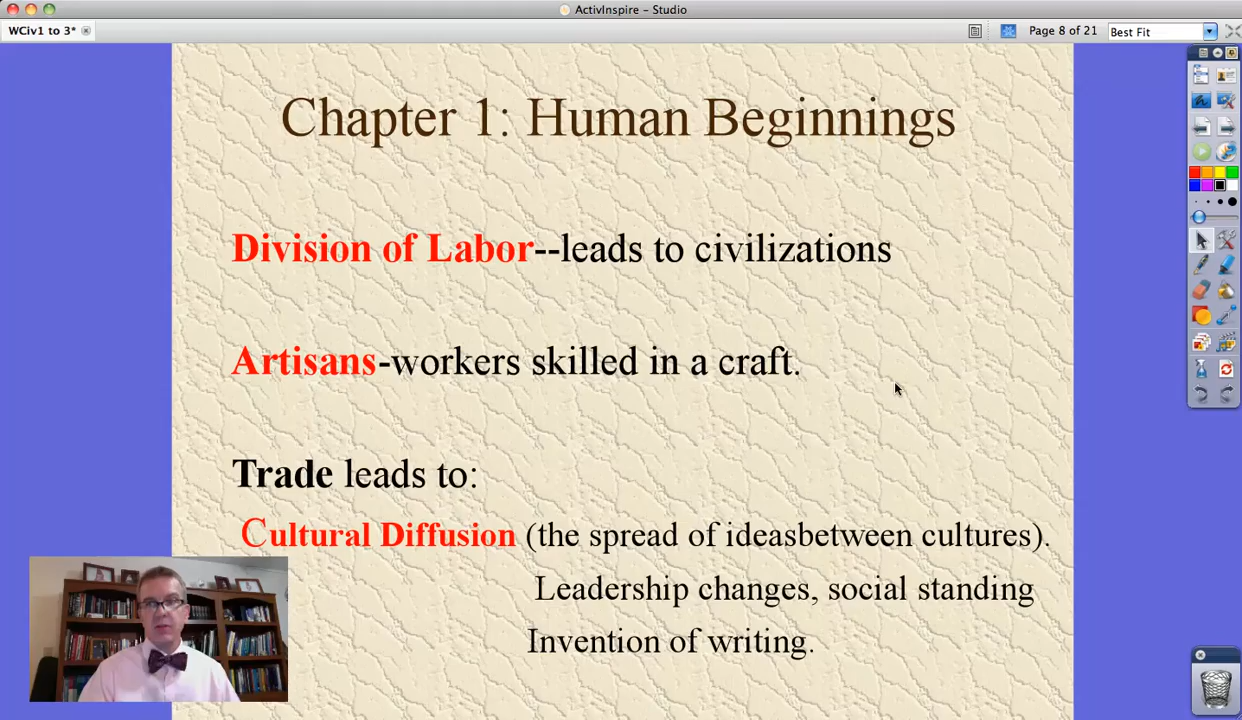 ActivInspire – Studio
WCiv1 to 3*
Page 8 of 21
Best Fit
Chapter 1: Human Beginnings
Division of Labor--leads to civilizations
Artisans-workers skilled in a craft.
Trade leads to:
Cultural Diffusion (the spread of ideasbetween cultures).
Leadership changes, social standing
Invention of writing.